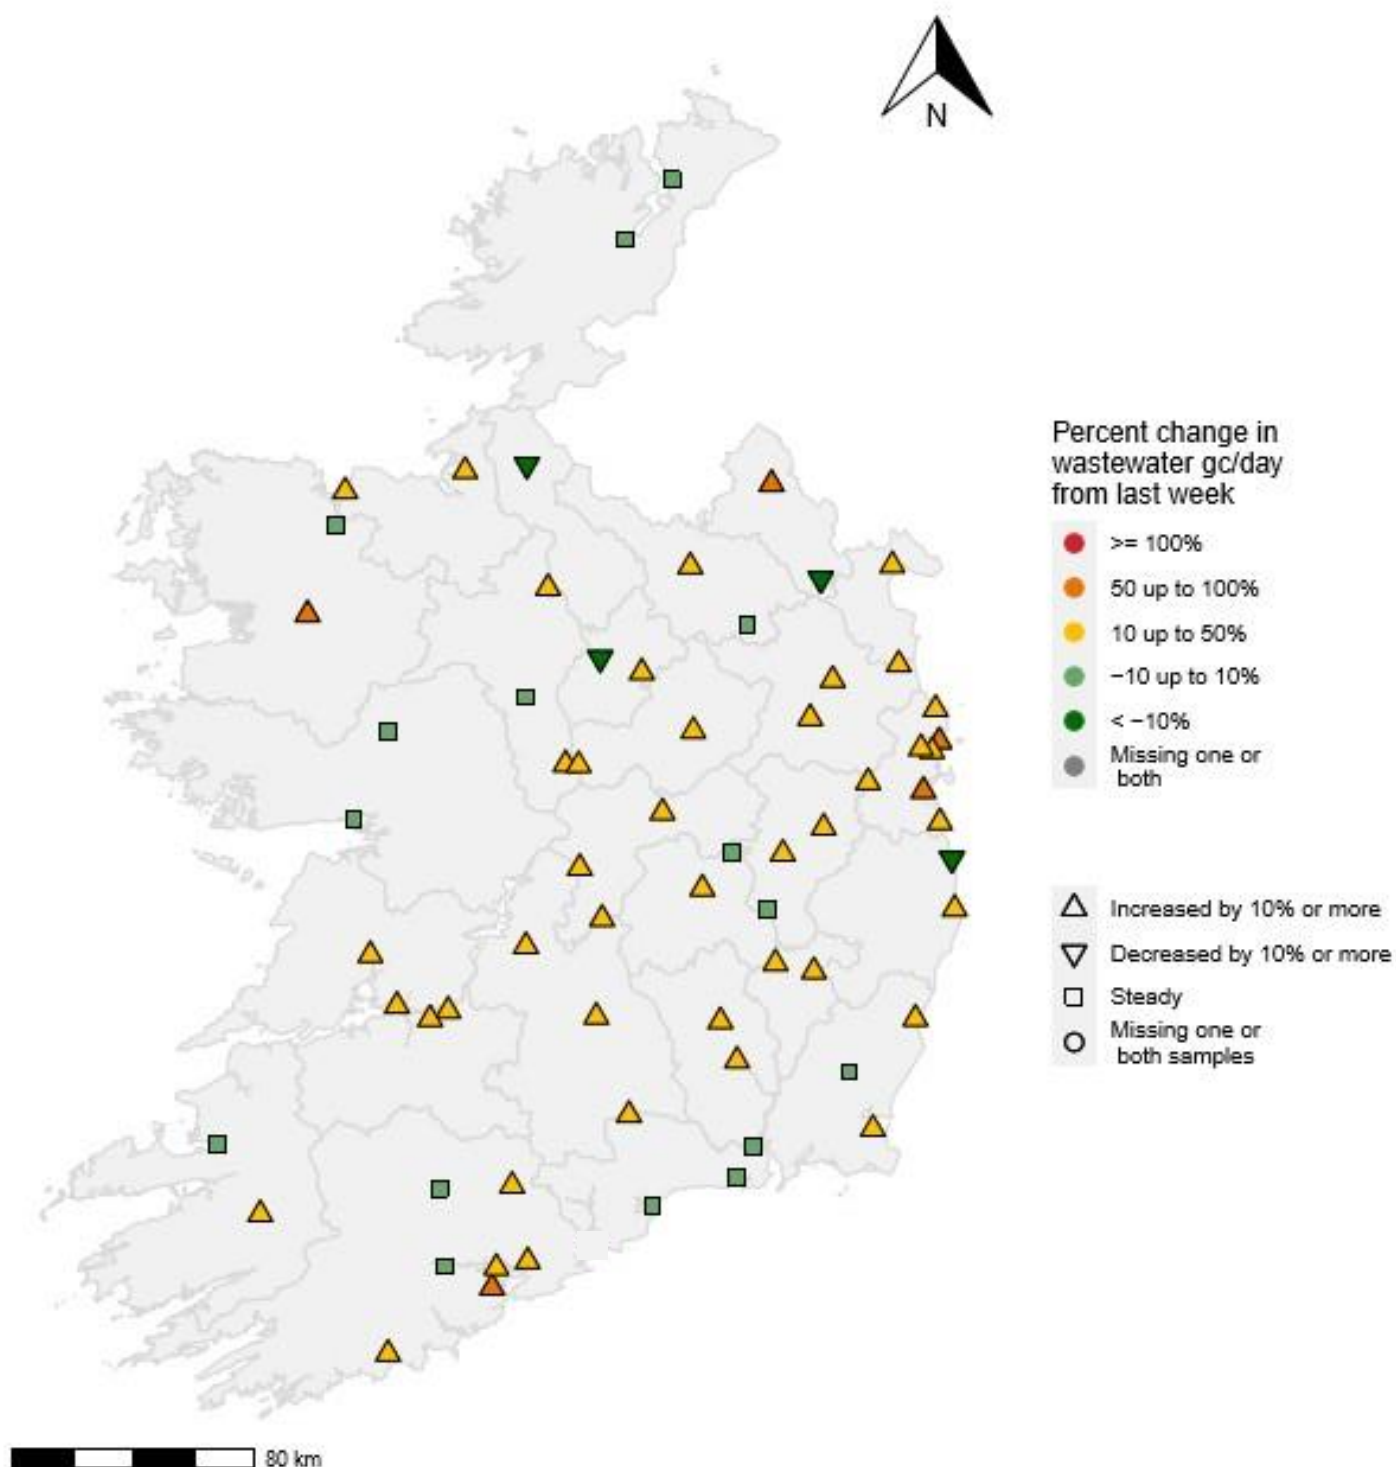 N
Percent change in
wastewater gc/day
from last week
>= 100%
50 up to 100%
10 up to 50%
−10 up to 10%
< −10%
Missing one or
both
Increased by 10% or more
Decreased by 10% or more
Steady
Missing one or
both samples
80 km